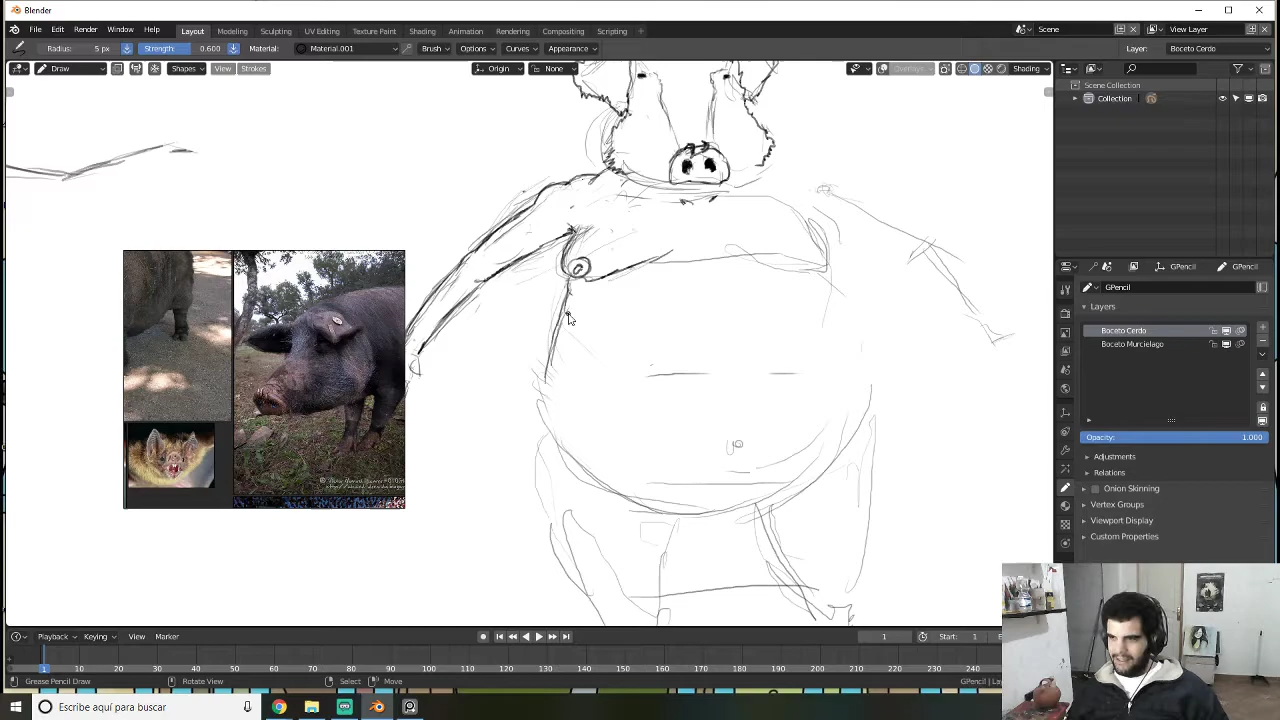 Blender
File Edit Render Window Help
Layout Modeling Sculpting UV Editing Texture Paint Shading Animation Rendering Compositing Scripting +
Scene
View Layer
Radius: 5 px
Strength: 0.600
Material: Material.001
Brush Options Curves Appearance
Layer: Boceto Cerdo
Draw
Shapes View Strokes
Origin None
Overlays
Shading
Scene Collection
Collection
GPencil GPencil
GPencil
Layers
Boceto Cerdo
Boceto Murcielago
Opacity: 1.000
Adjustments
Relations
Onion Skinning
Vertex Groups
Viewport Display
Custom Properties
Playback Keying View Marker
1
Start: 1
1 10 20 30 40 50 60 70 80 90 100 110 120 130 140 150 160 170 180 190 200 210 220 230 240
Grease Pencil Draw
Rotate View
Select
Move
Escribe aquí para buscar